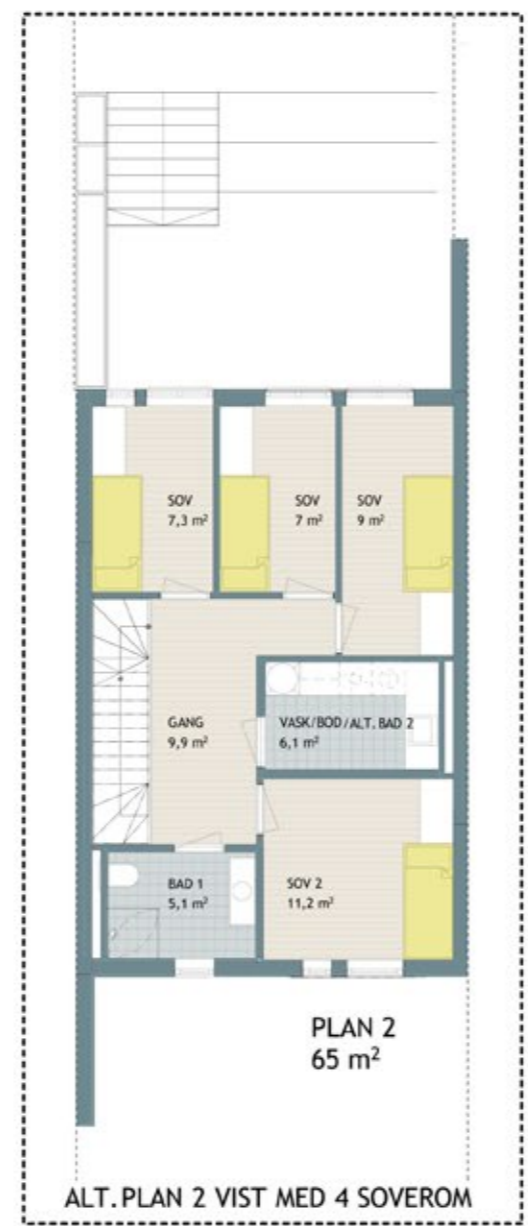 SOV
7,3 m²
SOV
7 m²
SOV
9 m²
GANG
9,9 m²
VASK/BOD/ALT. BAD 2
6,1 m²
BAD 1
5,1 m²
SOV 2
11,2 m²
PLAN 2
65 m²
ALT. PLAN 2 VIST MED 4 SOVEROM